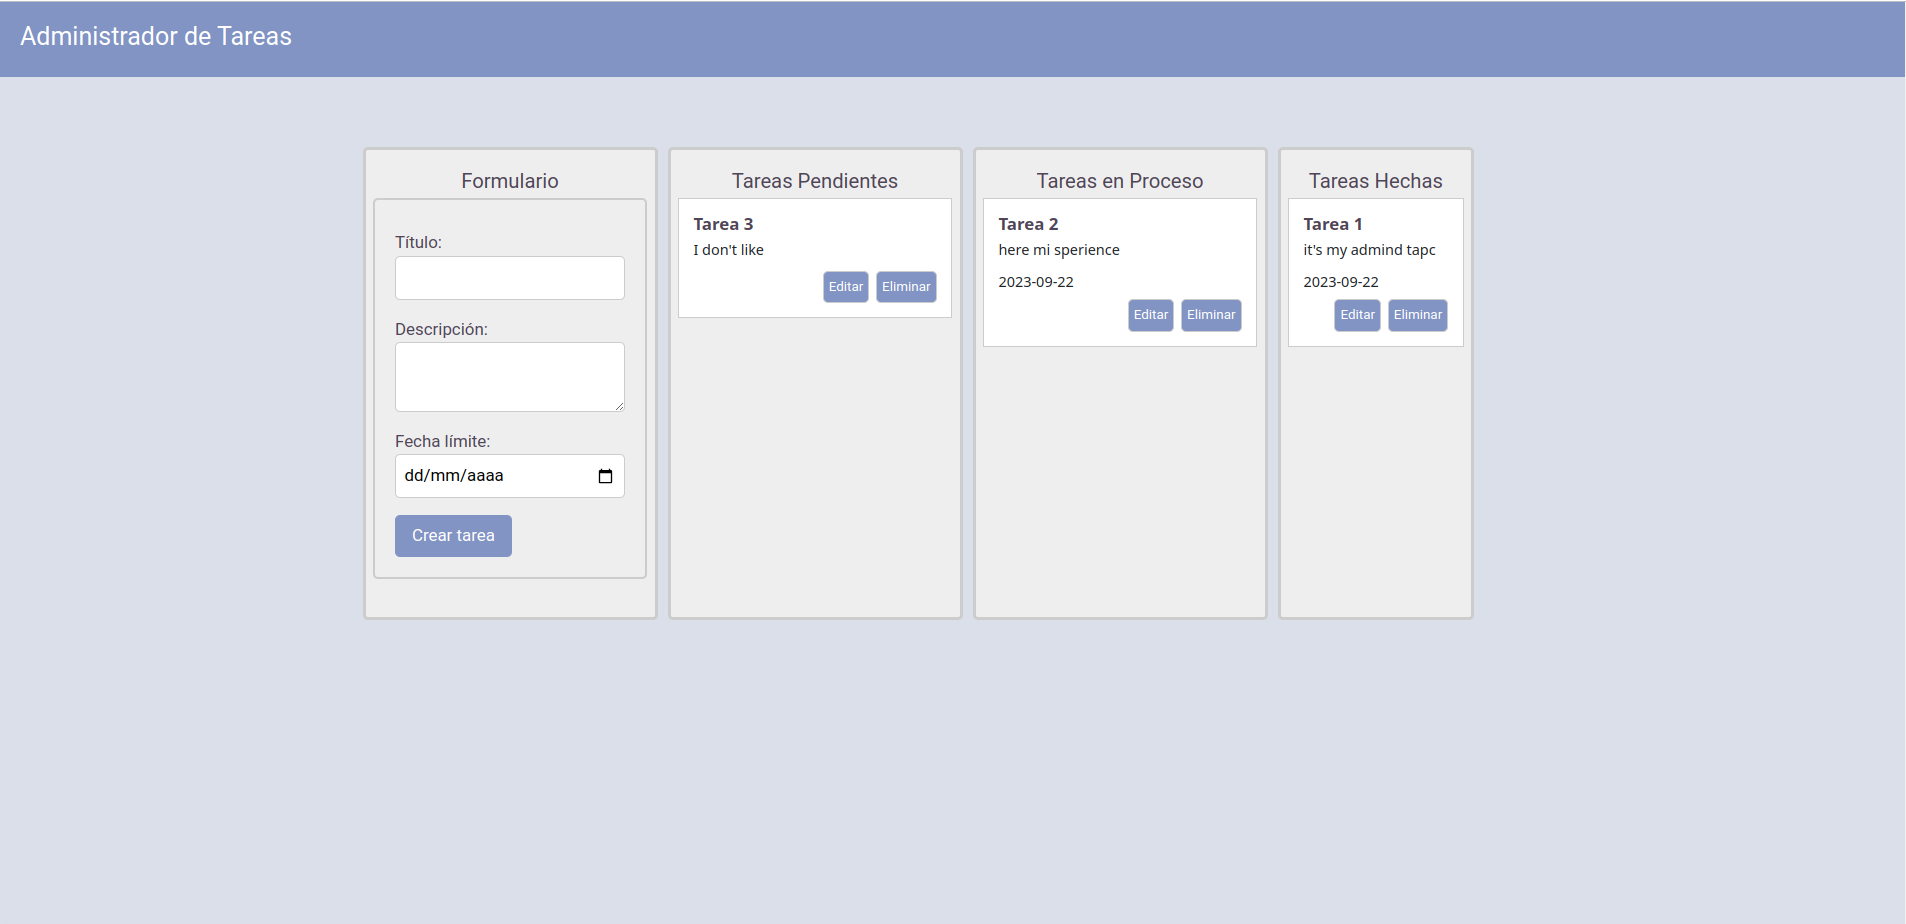 Administrador de Tareas
Formulario
Título:
Descripción:
Fecha límite:
dd/mm/aaaa
Crear tarea
Tareas Pendientes
Tarea 3
I don't like
Editar Eliminar
Tareas en Proceso
Tarea 2
here mi sperience
2023-09-22
Editar Eliminar
Tareas Hechas
Tarea 1
it's my admind tapc
2023-09-22
Editar Eliminar